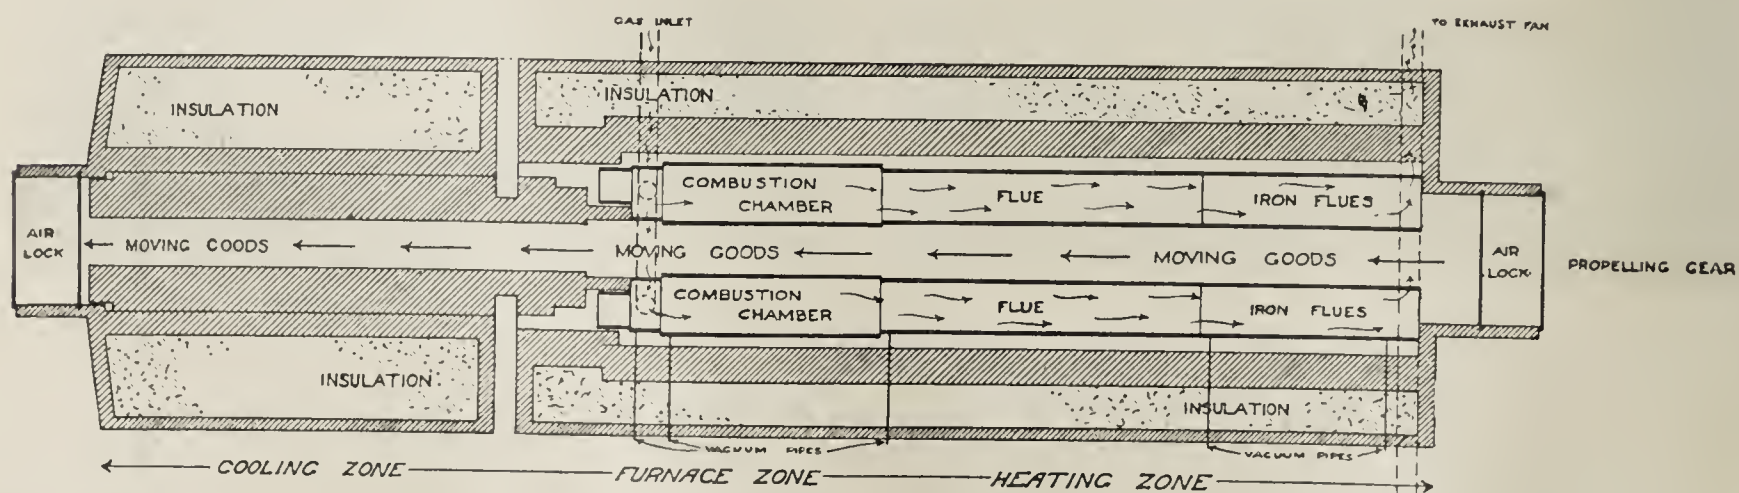 GAS INLET
TO EXHAUST FAN
INSULATION
INSULATION
COMBUSTION
CHAMBER
FLUE
IRON FLUES
AIR
LOCK
MOVING GOODS
MOVING GOODS
MOVING GOODS
AIR
LOCK
PROPELLING GEAR
COMBUSTION
CHAMBER
FLUE
IRON FLUES
INSULATION
INSULATION
VACUUM PIPES
VACUUM PIPES
COOLING ZONE
FURNACE ZONE
HEATING ZONE